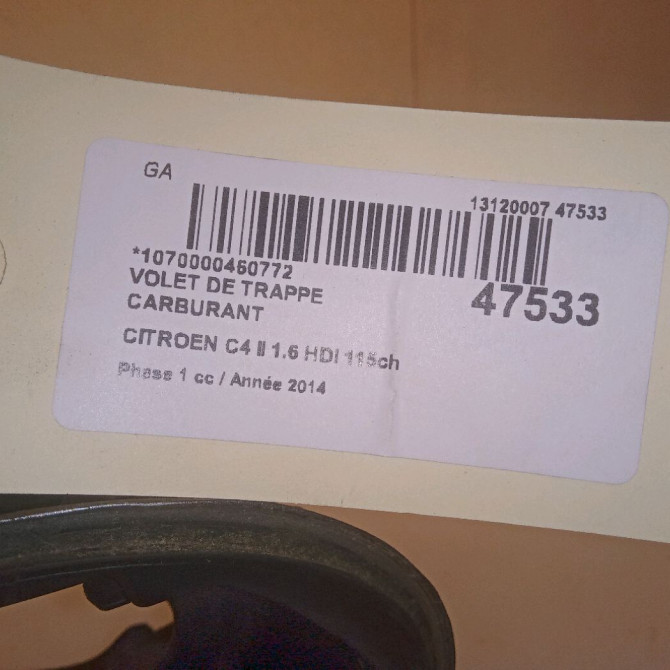 GA
13120007 47533
*1070000460772
VOLET DE TRAPPE
CARBURANT
47533
CITROEN C4 II 1.6 HDI 115ch
Phase 1 cc / Année 2014